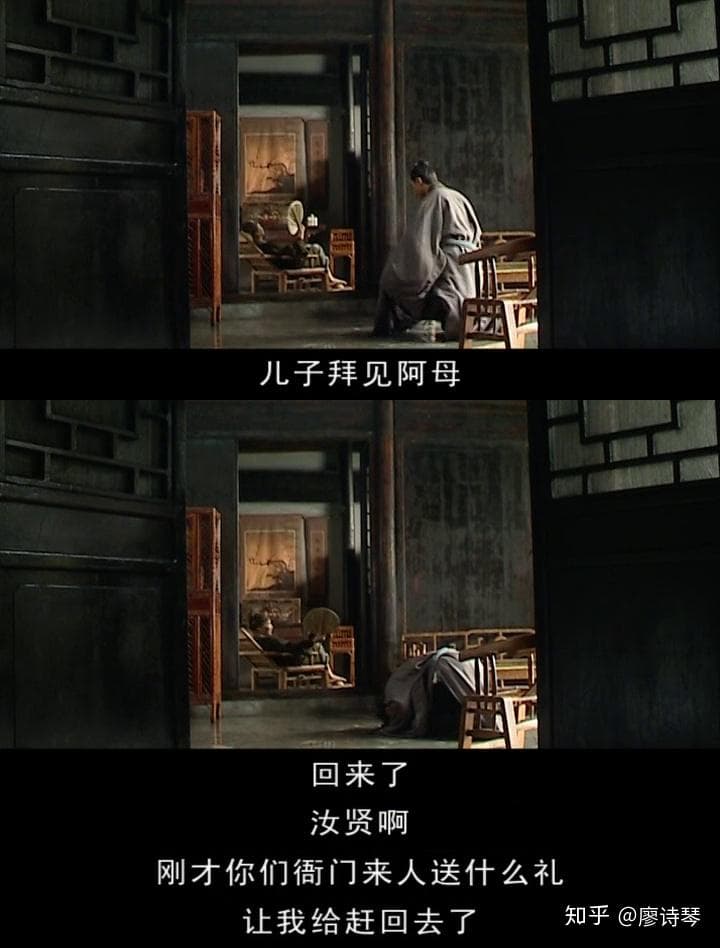 儿子拜见阿母
回来了
汝贤啊
刚才你们衙门来人送什么礼
让我给赶回去了
知乎 @廖诗琴